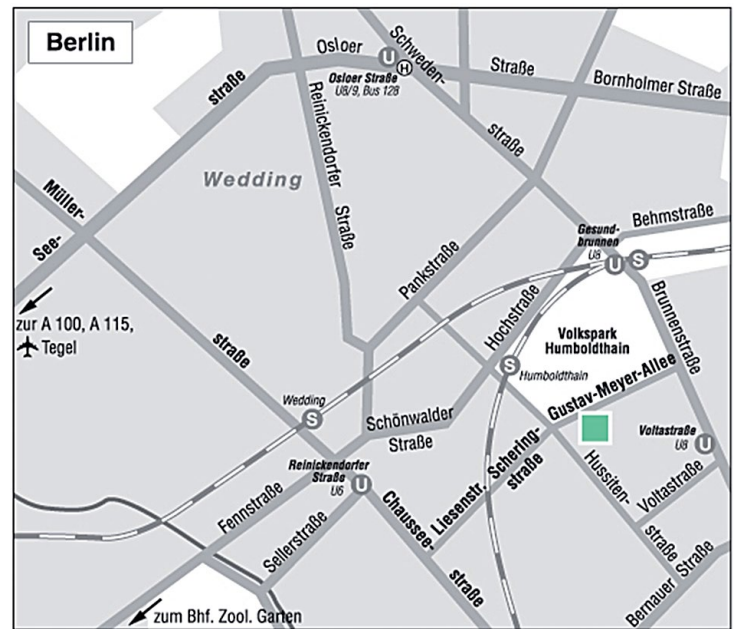 Berlin
Osloer
Schweden-
U
H
Osloer Straße
U8/9, Bus 128
Straße
Bornholmer Straße
straße
straße
Reinickendorfer
Straße
Wedding
Müller-
See-
Behmstraße
Gesund-
brunnen
U8
U
S
Pankstraße
Hochstraße
Brunnenstraße
zur A 100, A 115,
Tegel
straße
Volkspark
Humboldthain
S
Humboldthain
Gustav-Meyer-Allee
Wedding
S
Schönwalder
Straße
Voltastraße
U8
U
Reinickendorfer
Straße
U6
U
Schering-
straße
Liesenstr.
Hussiten-
straße
Voltastraße
Fennstraße
Sellerstraße
Chaussee-
straße
Bernauer Straße
zum Bhf. Zool. Garten